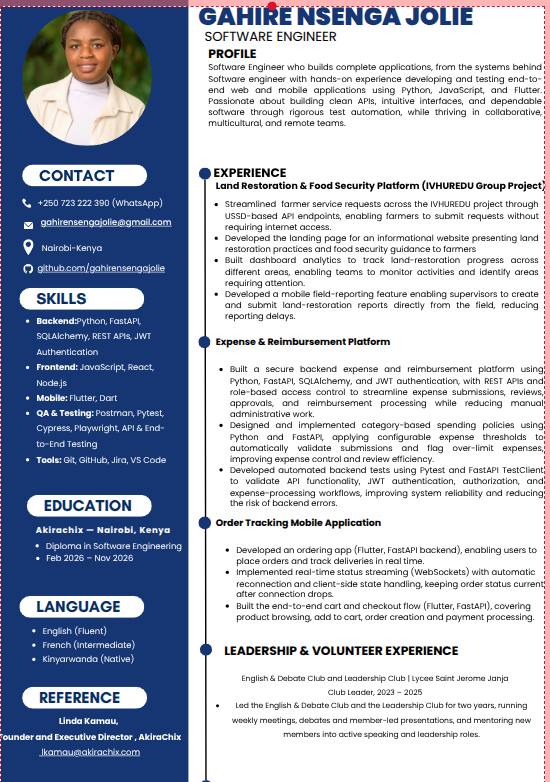 GAHIRE NSENGA JOLIE
SOFTWARE ENGINEER
PROFILE
Software Engineer who builds complete applications, from the systems behind
Software engineer with hands-on experience developing and testing end-to-
end web and mobile applications using Python, JavaScript, and Flutter.
Passionate about building clean APIs, intuitive interfaces, and dependable
software through rigorous test automation, while thriving in collaborative,
multicultural, and remote teams.
CONTACT
+250 723 222 390 (WhatsApp)
gahirensengajolie@gmail.com
Nairobi-Kenya
github.com/gahirensengajolie
SKILLS
• Backend:Python, FastAPI,
SQLAlchemy, REST APIs, JWT
Authentication
• Frontend: JavaScript, React,
Node.js
• Mobile: Flutter, Dart
• QA & Testing: Postman, Pytest,
Cypress, Playwright, API & End-
to-End Testing
• Tools: Git, GitHub, Jira, VS Code
EDUCATION
Akirachix — Nairobi, Kenya
• Diploma in Software Engineering
• Feb 2026 – Nov 2026
LANGUAGE
• English (Fluent)
• French (Intermediate)
• Kinyarwanda (Native)
REFERENCE
Linda Kamau,
ounder and Executive Director , AkiraChix
lkamau@akirachix.com
EXPERIENCE
Land Restoration & Food Security Platform (IVHUREDU Group Project)
• Streamlined farmer service requests across the IVHUREDU project through
USSD-based API endpoints, enabling farmers to submit requests without
requiring internet access.
• Developed the landing page for an informational website presenting land
restoration practices and food security guidance to farmers
• Built dashboard analytics to track land-restoration progress across
different areas, enabling teams to monitor activities and identify areas
requiring attention.
• Developed a mobile field-reporting feature enabling supervisors to create
and submit land-restoration reports directly from the field, reducing
reporting delays.
Expense & Reimbursement Platform
• Built a secure backend expense and reimbursement platform using
Python, FastAPI, SQLAlchemy, and JWT authentication, with REST APIs and
role-based access control to streamline expense submissions, reviews,
approvals, and reimbursement processing while reducing manual
administrative work.
• Designed and implemented category-based spending policies using
Python and FastAPI, applying configurable expense thresholds to
automatically validate submissions and flag over-limit expenses,
improving expense control and review efficiency.
• Developed automated backend tests using Pytest and FastAPI TestClient
to validate API functionality, JWT authentication, authorization, and
expense-processing workflows, improving system reliability and reducing
the risk of backend errors.
Order Tracking Mobile Application
• Developed an ordering app (Flutter, FastAPI backend), enabling users to
place orders and track deliveries in real time.
• Implemented real-time status streaming (WebSockets) with automatic
reconnection and client-side state handling, keeping order status current
after connection drops.
• Built the end-to-end cart and checkout flow (Flutter, FastAPI), covering
product browsing, add to cart, order creation and payment processing.
LEADERSHIP & VOLUNTEER EXPERIENCE
English & Debate Club and Leadership Club | Lycee Saint Jerome Janja
Club Leader, 2023 – 2025
• Led the English & Debate Club and the Leadership Club for two years, running
weekly meetings, debates and member-led presentations, and mentoring new
members into active speaking and leadership roles.